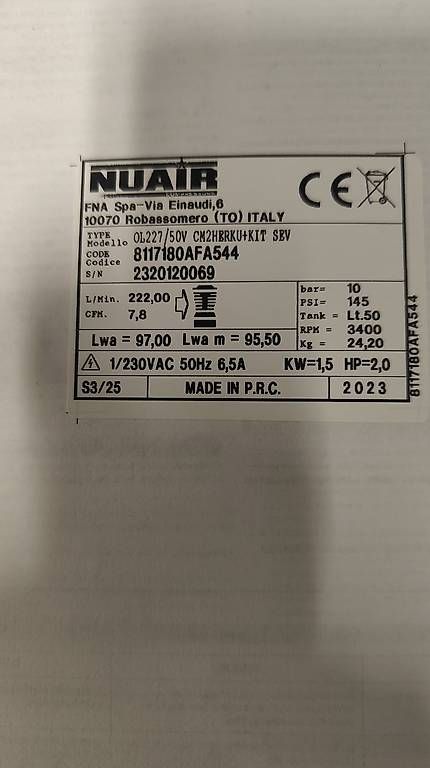 NUAIR
FNA Spa-Via Einaudi,6
10070 Robassomero (TO) ITALY
CE
TYPE
Modello OL227/50V CM2HERKU+KIT SEV
CODE
Codice 8117180AFA544
S/N 2320120069
L/Min. 222,00
CFM. 7,8
bar= 10
PSI= 145
Tank = Lt.50
RPM = 3400
Kg = 24,20
Lwa = 97,00 Lwa m = 95,50
1/230VAC 50Hz 6,5A KW=1,5 HP=2,0
S3/25 MADE IN P.R.C. 2023
8117180AFA544